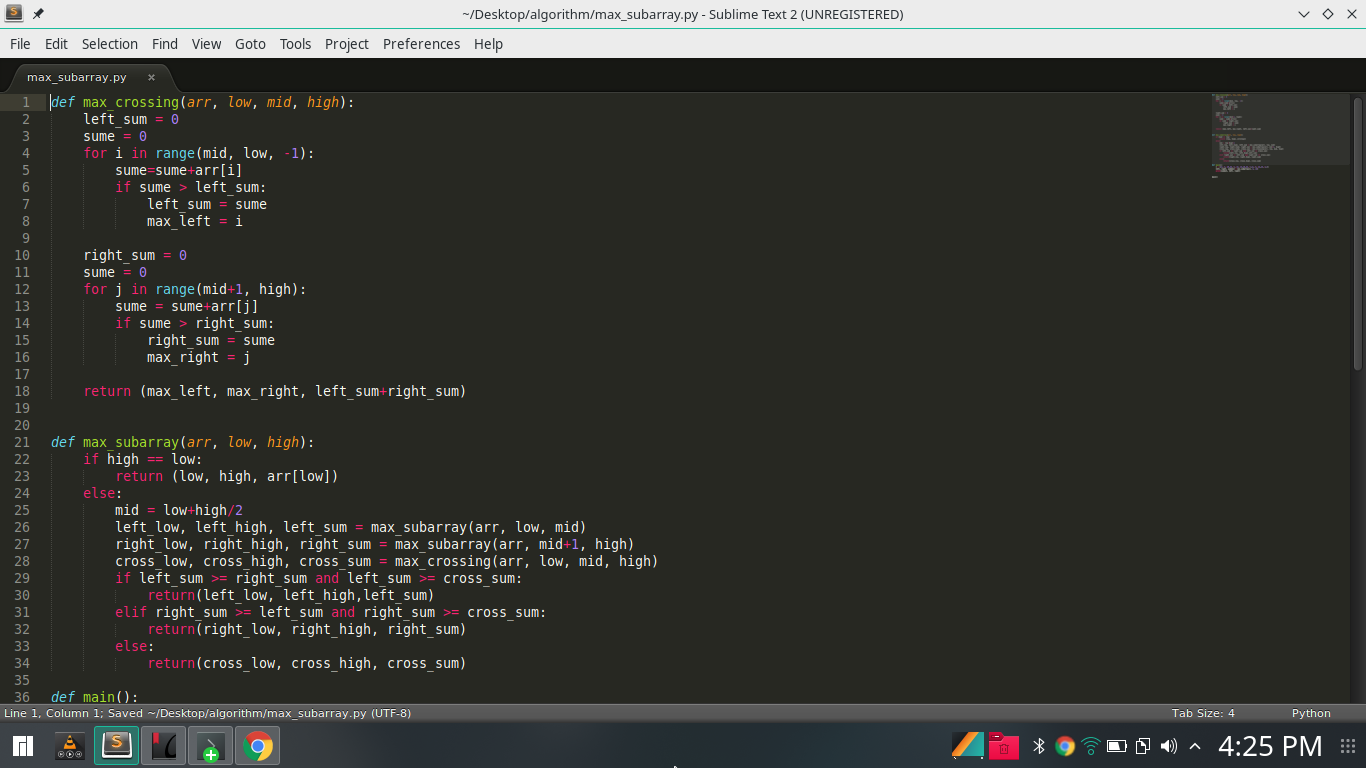 ~/Desktop/algorithm/max_subarray.py - Sublime Text 2 (UNREGISTERED)
File Edit Selection Find View Goto Tools Project Preferences Help
max_subarray.py ×
1 def max_crossing(arr, low, mid, high):
2     left_sum = 0
3     sume = 0
4     for i in range(mid, low, -1):
5         sume=sume+arr[i]
6         if sume > left_sum:
7             left_sum = sume
8             max_left = i
9
10     right_sum = 0
11     sume = 0
12     for j in range(mid+1, high):
13         sume = sume+arr[j]
14         if sume > right_sum:
15             right_sum = sume
16             max_right = j
17
18     return (max_left, max_right, left_sum+right_sum)
19
20
21 def max_subarray(arr, low, high):
22     if high == low:
23         return (low, high, arr[low])
24     else:
25         mid = low+high/2
26         left_low, left_high, left_sum = max_subarray(arr, low, mid)
27         right_low, right_high, right_sum = max_subarray(arr, mid+1, high)
28         cross_low, cross_high, cross_sum = max_crossing(arr, low, mid, high)
29         if left_sum >= right_sum and left_sum >= cross_sum:
30             return(left_low, left_high,left_sum)
31         elif right_sum >= left_sum and right_sum >= cross_sum:
32             return(right_low, right_high, right_sum)
33         else:
34             return(cross_low, cross_high, cross_sum)
35
36 def main():
Line 1, Column 1; Saved ~/Desktop/algorithm/max_subarray.py (UTF-8) Tab Size: 4 Python
4:25 PM